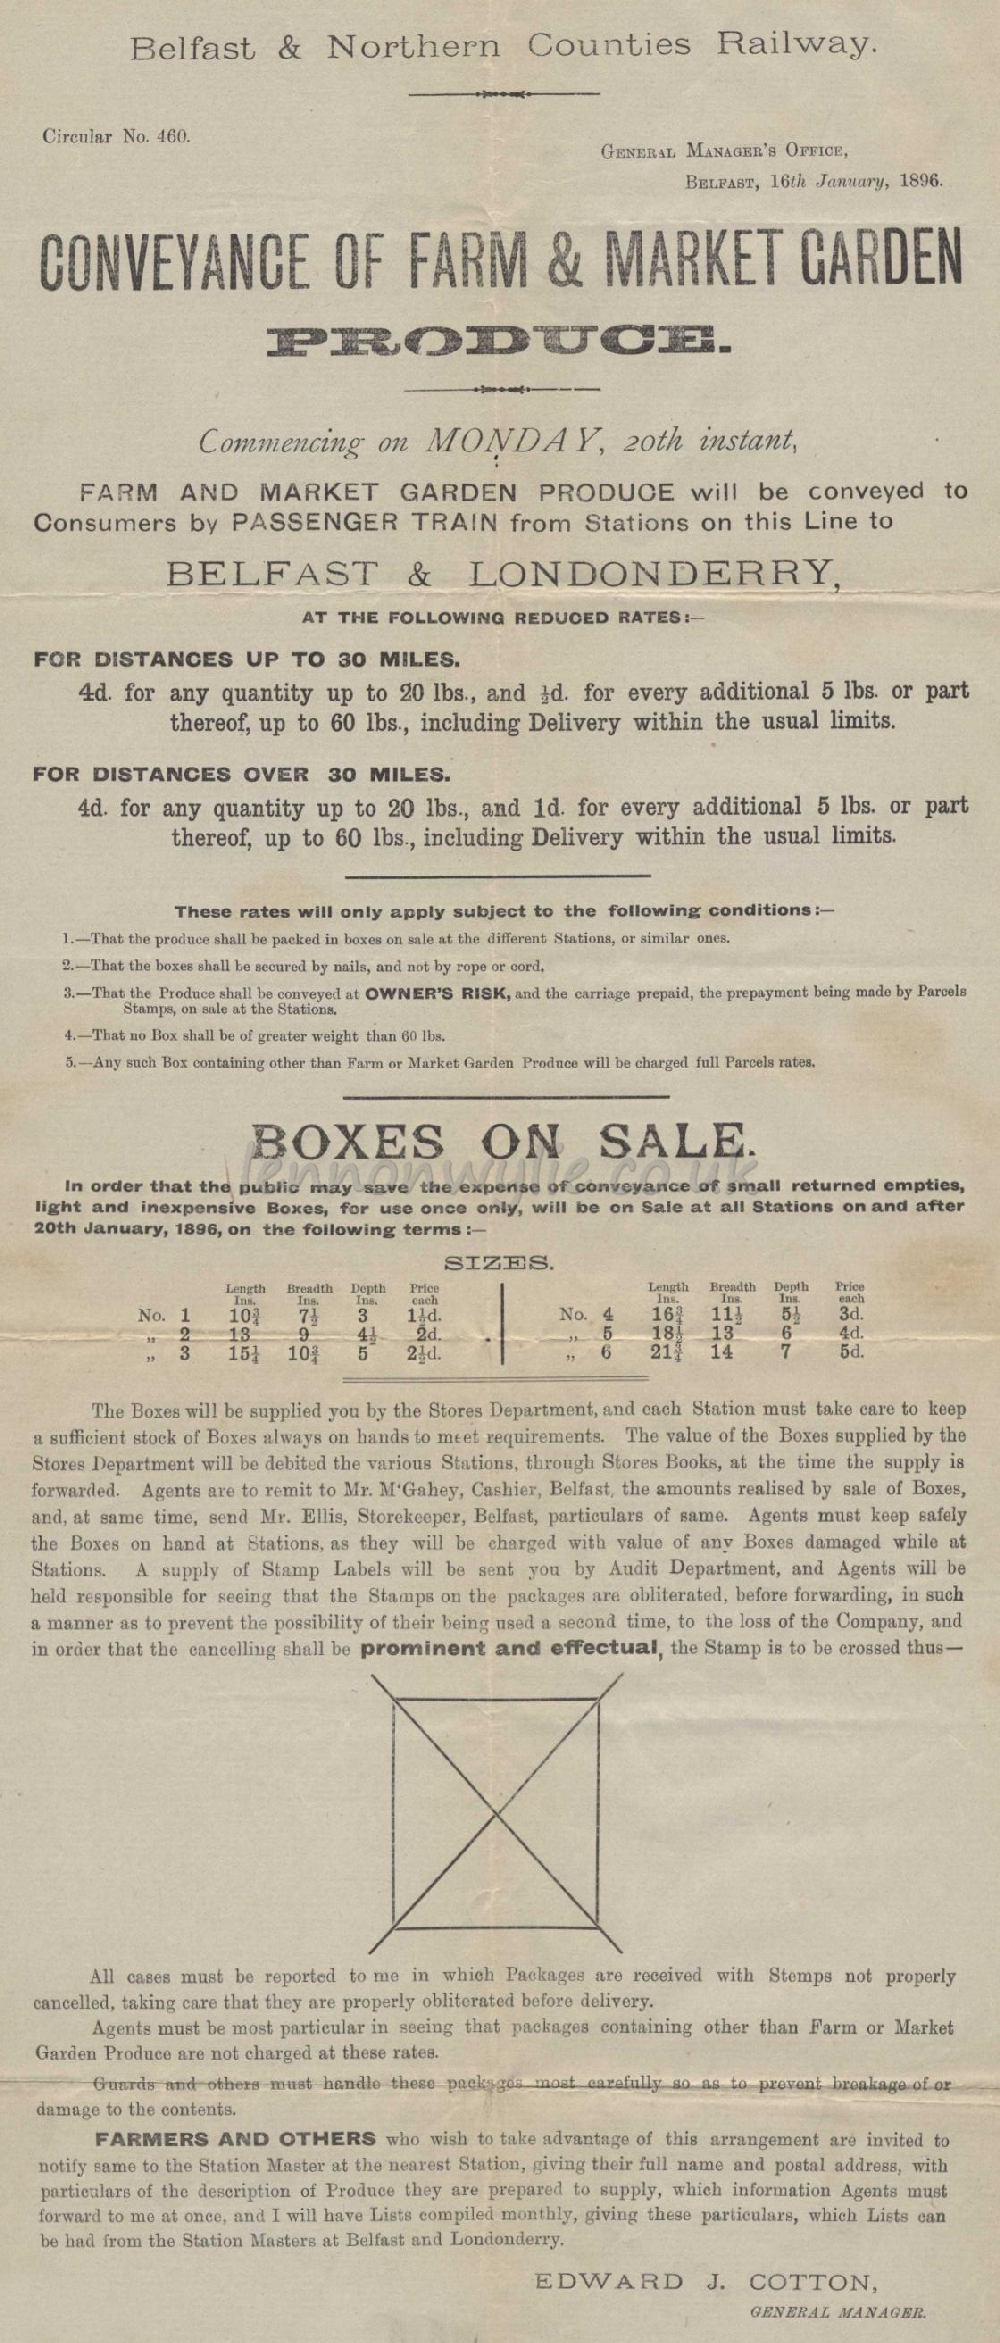 Belfast & Northern Counties Railway.
Circular No. 460.
GENERAL MANAGER'S OFFICE,
BELFAST, 16th January, 1896.
CONVEYANCE OF FARM & MARKET GARDEN
PRODUCE.
Commencing on MONDAY, 20th instant,
FARM AND MARKET GARDEN PRODUCE will be conveyed to
Consumers by PASSENGER TRAIN from Stations on this Line to
BELFAST & LONDONDERRY,
AT THE FOLLOWING REDUCED RATES:—
FOR DISTANCES UP TO 30 MILES.
4d. for any quantity up to 20 lbs., and ½d. for every additional 5 lbs. or part
thereof, up to 60 lbs., including Delivery within the usual limits.
FOR DISTANCES OVER 30 MILES.
4d. for any quantity up to 20 lbs., and 1d. for every additional 5 lbs. or part
thereof, up to 60 lbs., including Delivery within the usual limits.
These rates will only apply subject to the following conditions:—
1.—That the produce shall be packed in boxes on sale at the different Stations, or similar ones.
2.—That the boxes shall be secured by nails, and not by rope or cord.
3.—That the Produce shall be conveyed at OWNER'S RISK, and the carriage prepaid, the prepayment being made by Parcels
Stamps, on sale at the Stations.
4.—That no Box shall be of greater weight than 60 lbs.
5.—Any such Box containing other than Farm or Market Garden Produce will be charged full Parcels rates.
BOXES ON SALE.
lennonwylie.co.uk
In order that the public may save the expense of conveyance of small returned empties,
light and inexpensive Boxes, for use once only, will be on Sale at all Stations on and after
20th January, 1896, on the following terms:—
SIZES.
Length Breadth Depth Price Length Breadth Depth Price
Ins. Ins. Ins. each Ins. Ins. Ins. each
No. 1 10¾ 7½ 3 1½d. No. 4 16¾ 11½ 5½ 3d.
„ 2 13 9 4½ 2d. „ 5 18½ 13 6 4d.
„ 3 15¼ 10¾ 5 2½d. „ 6 21¾ 14 7 5d.
The Boxes will be supplied you by the Stores Department, and each Station must take care to keep
a sufficient stock of Boxes always on hands to meet requirements. The value of the Boxes supplied by the
Stores Department will be debited the various Stations, through Stores Books, at the time the supply is
forwarded. Agents are to remit to Mr. M'Gahey, Cashier, Belfast, the amounts realised by sale of Boxes,
and, at same time, send Mr. Ellis, Storekeeper, Belfast, particulars of same. Agents must keep safely
the Boxes on hand at Stations, as they will be charged with value of any Boxes damaged while at
Stations. A supply of Stamp Labels will be sent you by Audit Department, and Agents will be
held responsible for seeing that the Stamps on the packages are obliterated, before forwarding, in such
a manner as to prevent the possibility of their being used a second time, to the loss of the Company, and
in order that the cancelling shall be prominent and effectual, the Stamp is to be crossed thus—
All cases must be reported to me in which Packages are received with Stamps not properly
cancelled, taking care that they are properly obliterated before delivery.
Agents must be most particular in seeing that packages containing other than Farm or Market
Garden Produce are not charged at these rates.
Guards and others must handle these packages most carefully so as to prevent breakage of or
damage to the contents.
FARMERS AND OTHERS who wish to take advantage of this arrangement are invited to
notify same to the Station Master at the nearest Station, giving their full name and postal address, with
particulars of the description of Produce they are prepared to supply, which information Agents must
forward to me at once, and I will have Lists compiled monthly, giving these particulars, which Lists can
be had from the Station Masters at Belfast and Londonderry.
EDWARD J. COTTON,
GENERAL MANAGER.